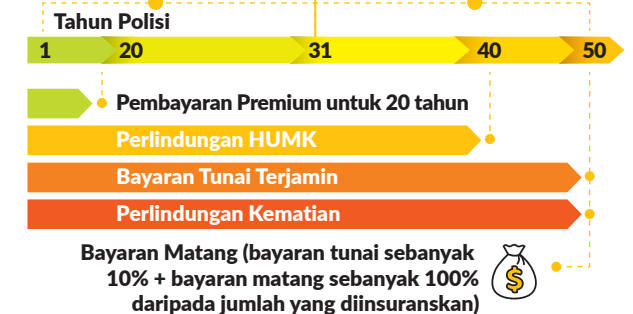 Tahun Polisi
1 20 31 40 50
Pembayaran Premium untuk 20 tahun
Perlindungan HUMK
Bayaran Tunai Terjamin
Perlindungan Kematian
Bayaran Matang (bayaran tunai sebanyak
10% + bayaran matang sebanyak 100%
daripada jumlah yang diinsuranskan)
$